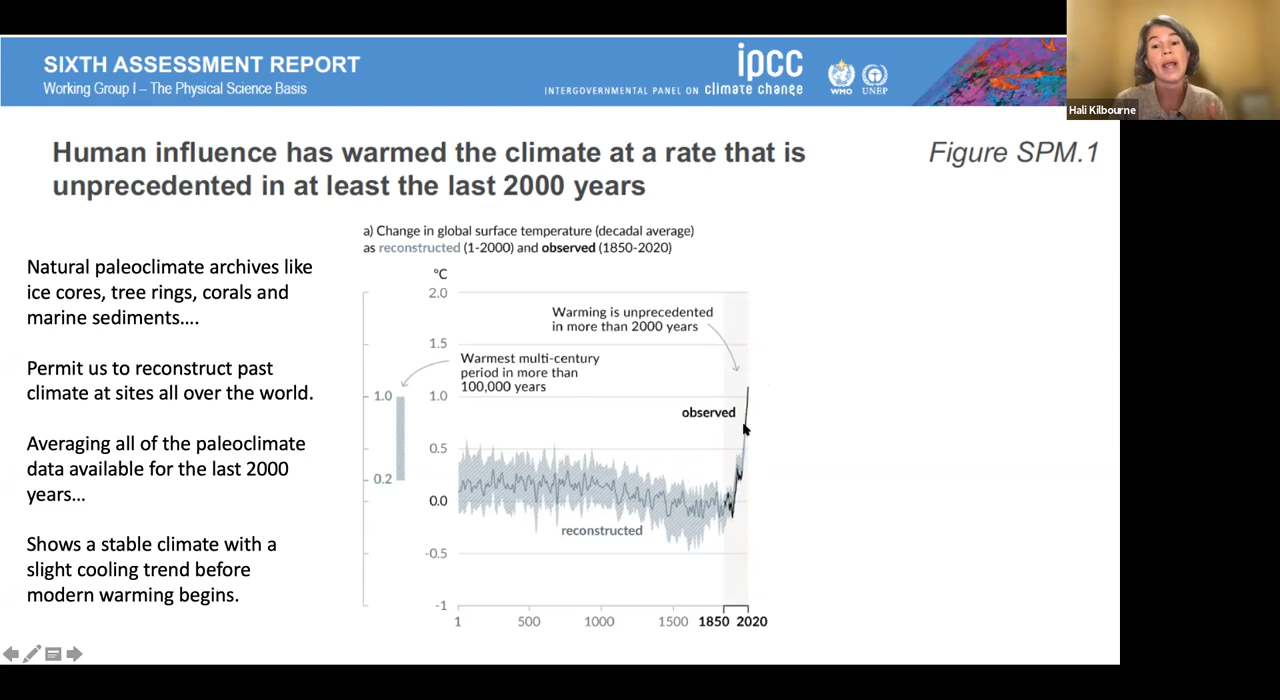 SIXTH ASSESSMENT REPORT
Working Group I – The Physical Science Basis
ipcc
INTERGOVERNMENTAL PANEL ON climate change
WMO
UNEP
Hali Kilbourne
Human influence has warmed the climate at a rate that is
unprecedented in at least the last 2000 years
Figure SPM.1
Natural paleoclimate archives like
ice cores, tree rings, corals and
marine sediments....
Permit us to reconstruct past
climate at sites all over the world.
Averaging all of the paleoclimate
data available for the last 2000
years...
Shows a stable climate with a
slight cooling trend before
modern warming begins.
a) Change in global surface temperature (decadal average)
as reconstructed (1-2000) and observed (1850-2020)
°C
2.0
1.5
1.0
0.5
0.0
-0.5
-1
1.0
0.2
Warming is unprecedented
in more than 2000 years
Warmest multi-century
period in more than
100,000 years
observed
reconstructed
1
500
1000
1500
1850
2020